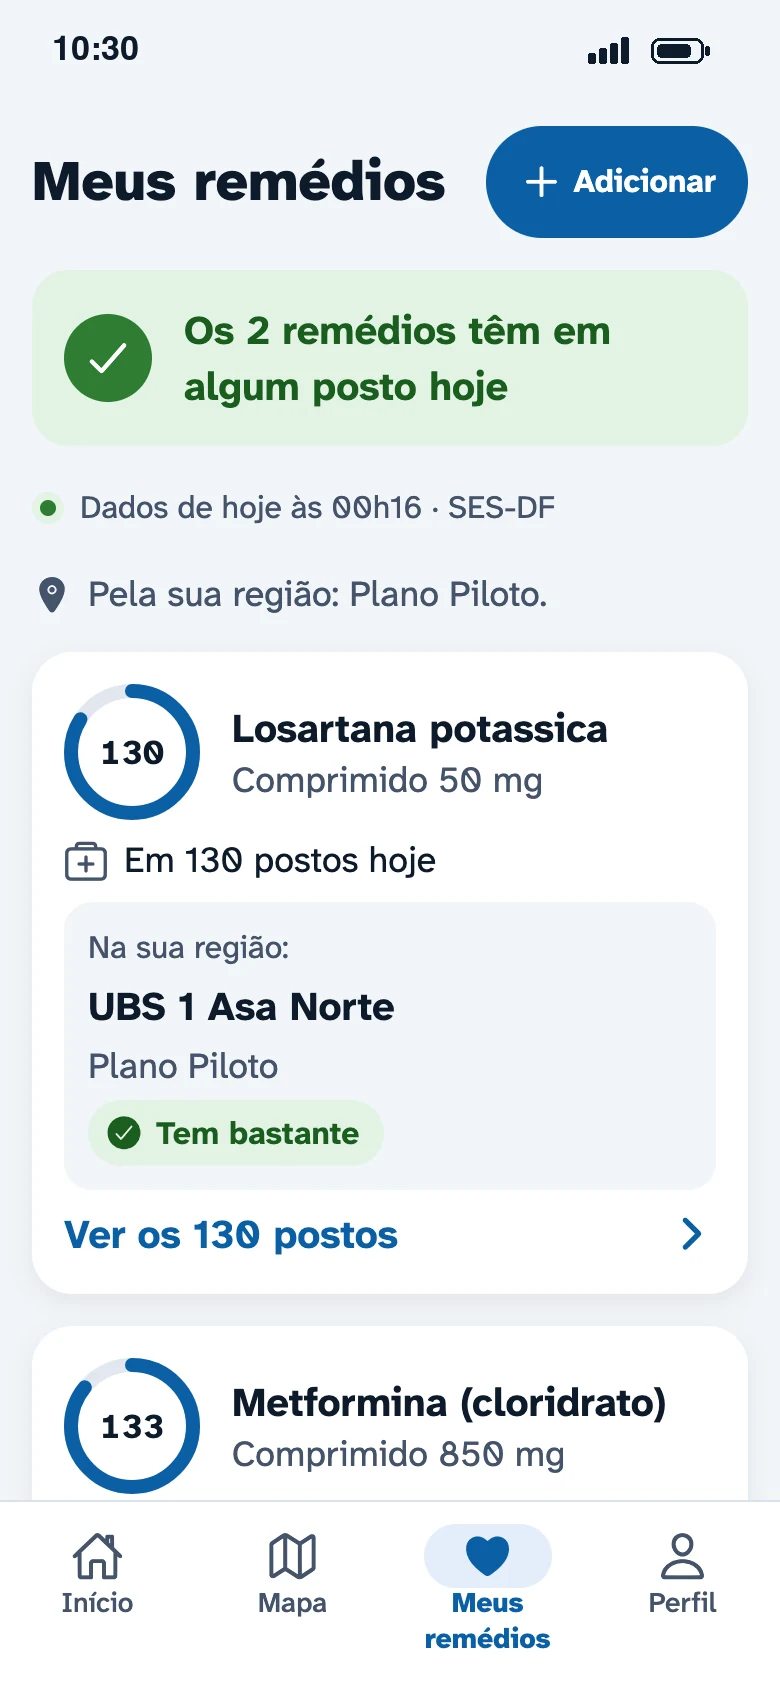 10:30
Meus remédios
Adicionar
Os 2 remédios têm em
algum posto hoje
Dados de hoje às 00h16 · SES-DF
Pela sua região: Plano Piloto.
130
Losartana potassica
Comprimido 50 mg
Em 130 postos hoje
Na sua região:
UBS 1 Asa Norte
Plano Piloto
Tem bastante
Ver os 130 postos
133
Metformina (cloridrato)
Comprimido 850 mg
Início
Mapa
Meus
remédios
Perfil